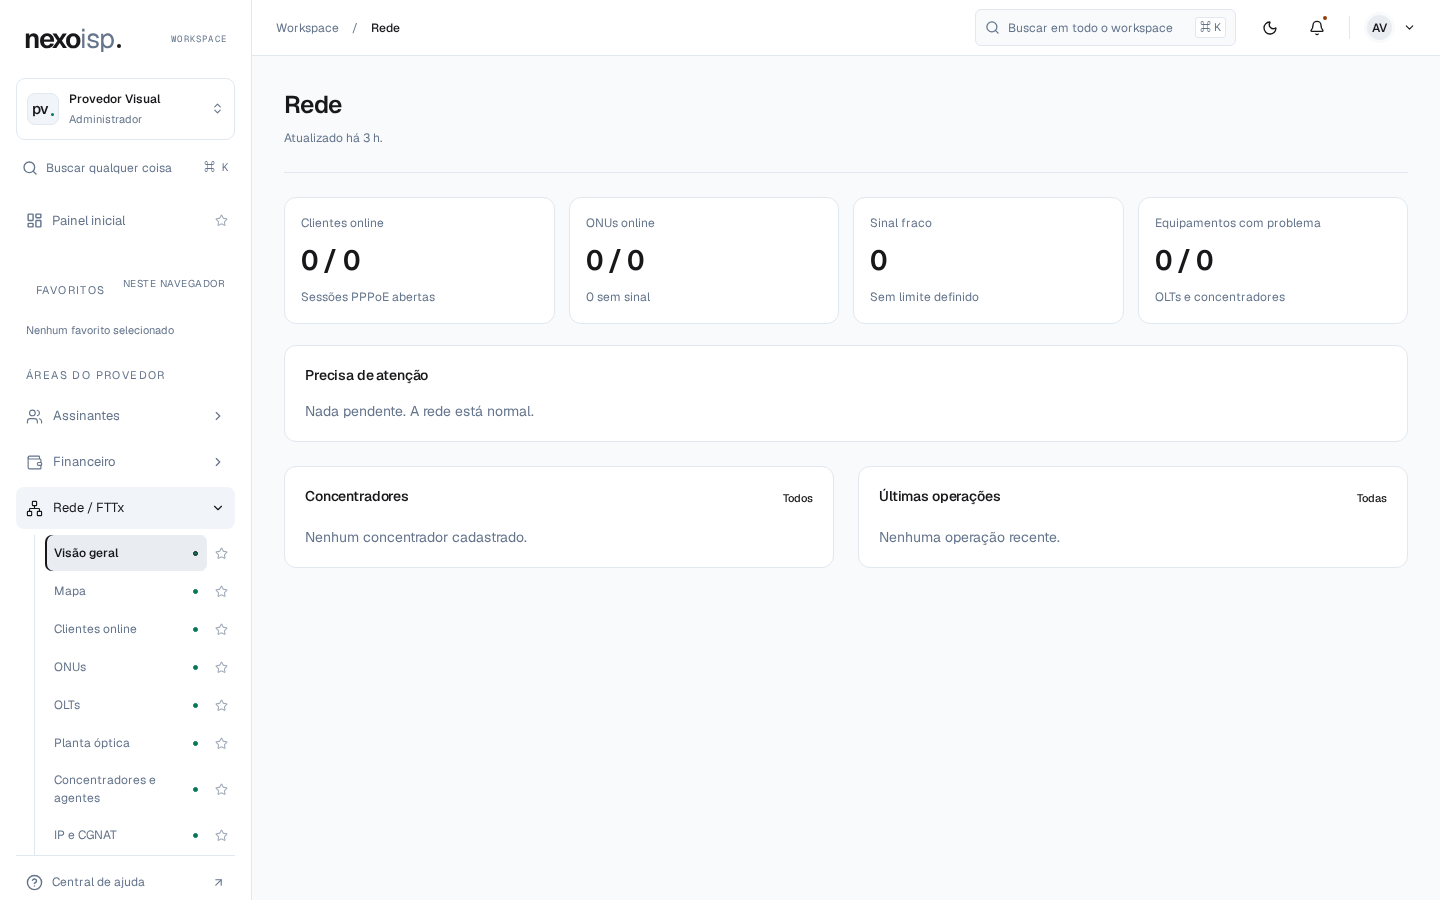 nexoisp.
WORKSPACE
pv.
Provedor Visual
Administrador
Buscar qualquer coisa
⌘ K
Painel inicial
FAVORITOS
NESTE NAVEGADOR
Nenhum favorito selecionado
ÁREAS DO PROVEDOR
Assinantes
Financeiro
Rede / FTTx
Visão geral
Mapa
Clientes online
ONUs
OLTs
Planta óptica
Concentradores e
agentes
IP e CGNAT
Central de ajuda
Workspace / Rede
Buscar em todo o workspace
⌘ K
AV
Rede
Atualizado há 3 h.
Clientes online
0 / 0
Sessões PPPoE abertas
ONUs online
0 / 0
0 sem sinal
Sinal fraco
0
Sem limite definido
Equipamentos com problema
0 / 0
OLTs e concentradores
Precisa de atenção
Nada pendente. A rede está normal.
Concentradores
Todos
Nenhum concentrador cadastrado.
Últimas operações
Todas
Nenhuma operação recente.